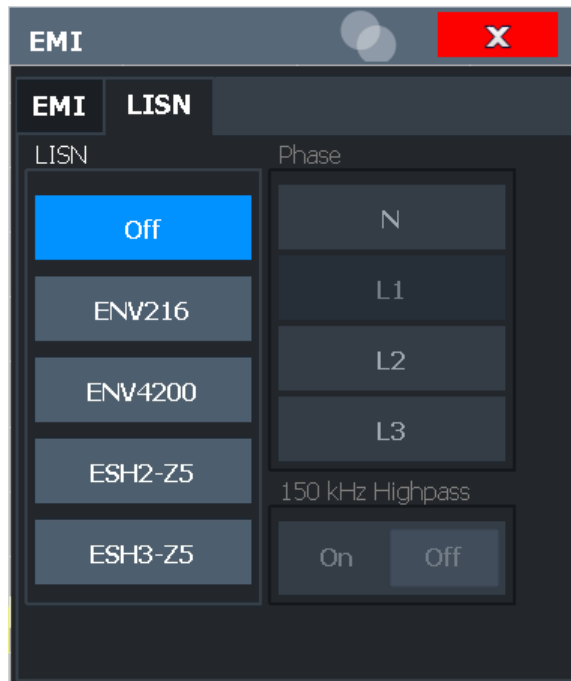 EMI
X
EMI LISN
LISN
Off
ENV216
ENV4200
ESH2-Z5
ESH3-Z5
Phase
N
L1
L2
L3
150 kHz Highpass
On Off